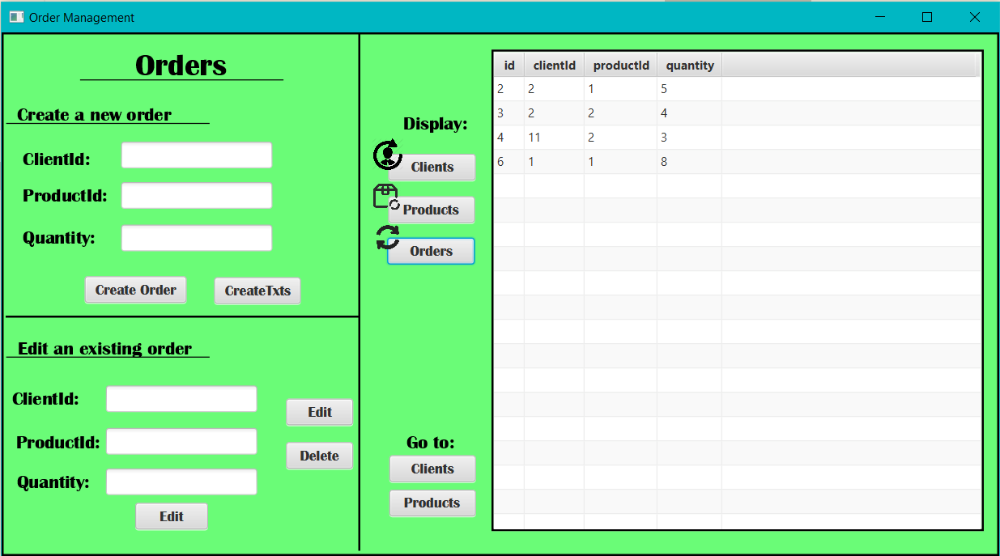 Order Management
Orders
Create a new order
ClientId:
ProductId:
Quantity:
Create Order CreateTxts
Edit an existing order
ClientId:
Edit
ProductId:
Delete
Quantity:
Edit
Display:
Clients
Products
Orders
Go to:
Clients
Products
id clientId productId quantity
2 2 1 5
3 2 2 4
4 11 2 3
6 1 1 8